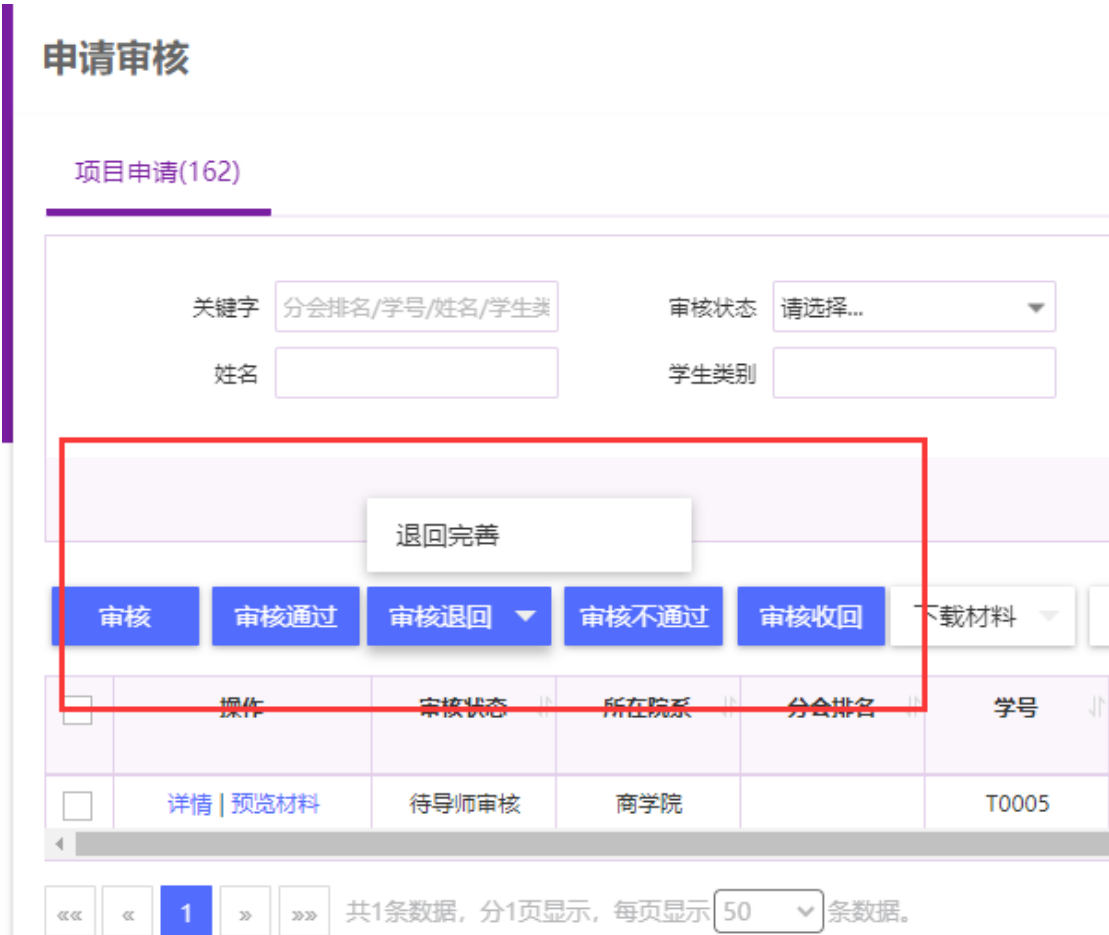 申请审核
项目申请(162)
关键字 分会排名/学号/姓名/学生类 审核状态 请选择...
姓名 学生类别
退回完善
审核 审核通过 审核退回 审核不通过 审核收回 下载材料
操作 审核状态 所在院系 分会排名 学号
详情 | 预览材料 待导师审核 商学院 T0005
«« « 1 » »» 共1条数据，分1页显示，每页显示 50 条数据。